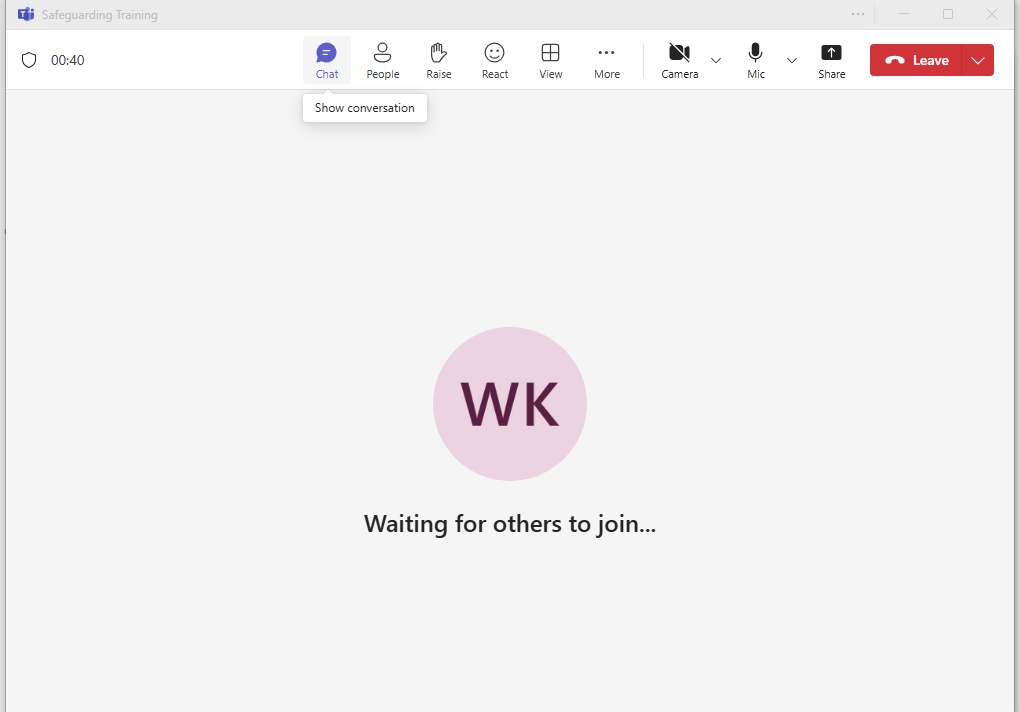 Safeguarding Training
00:40
Chat
People
Raise
React
View
More
Camera
Mic
Share
Leave
Show conversation
WK
Waiting for others to join...